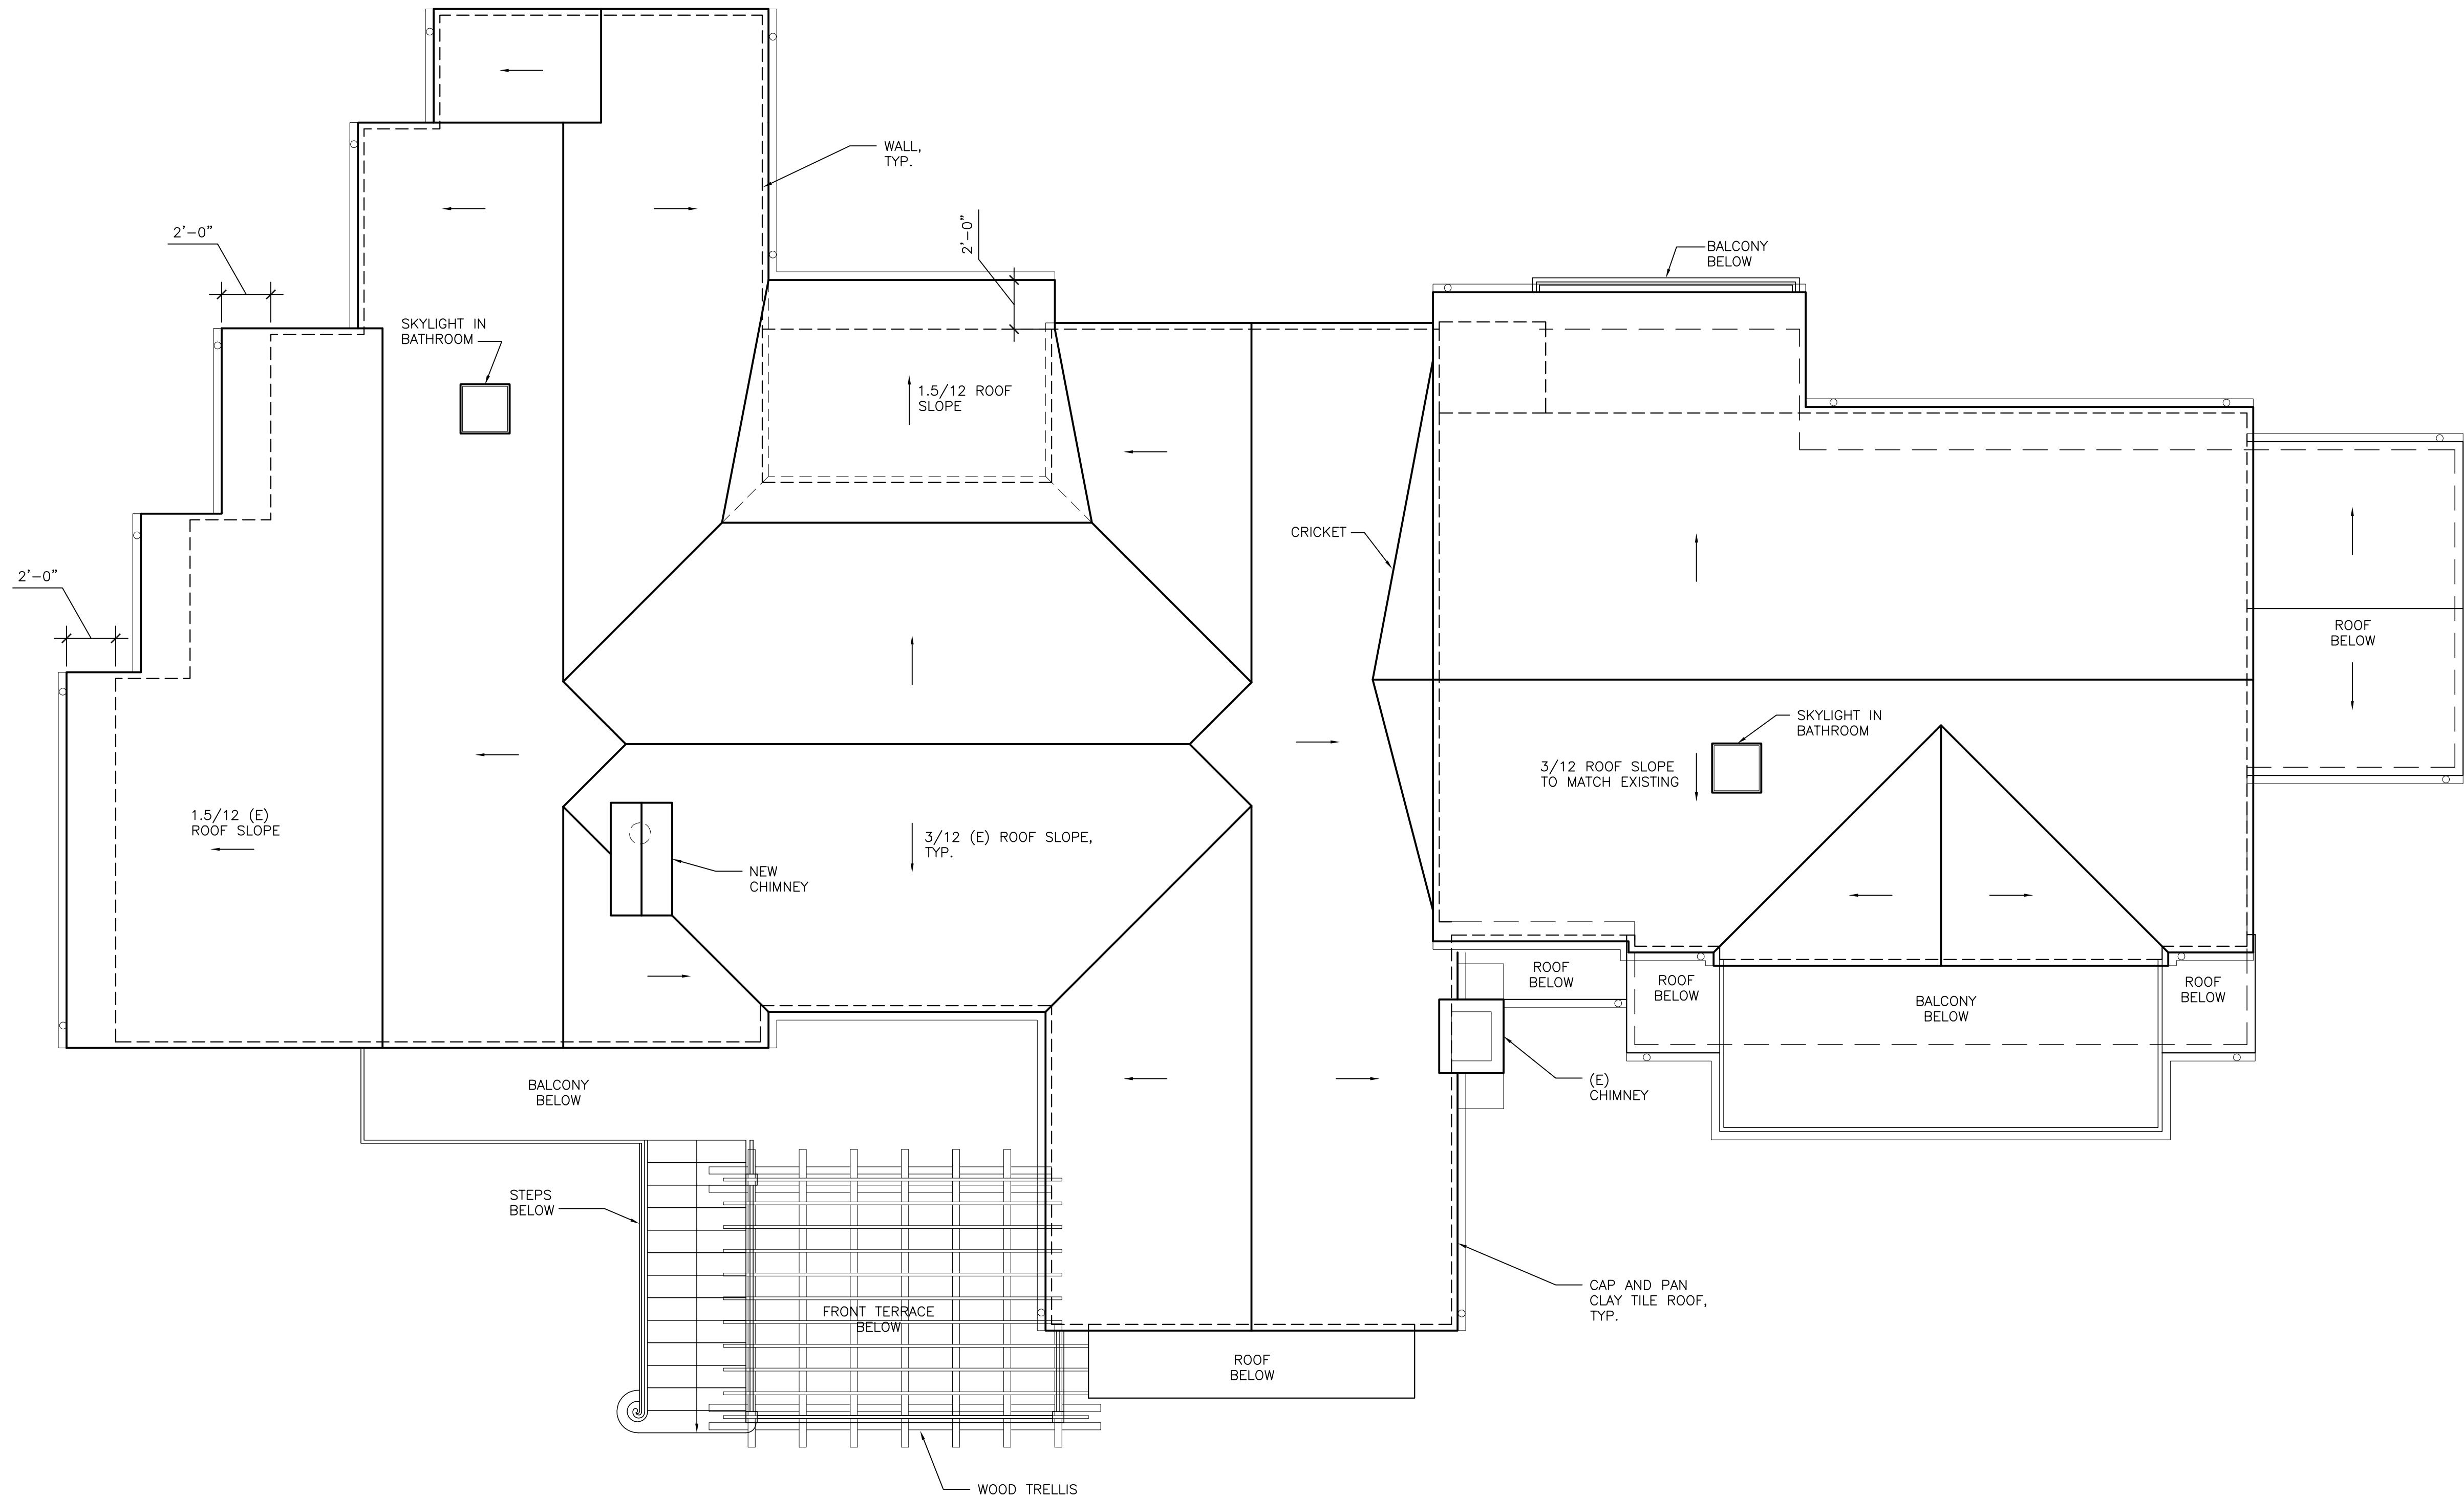 WALL,
TYP.
2'-0"
2'-0"
BALCONY
BELOW
SKYLIGHT IN
BATHROOM
1.5/12 ROOF
SLOPE
CRICKET
2'-0"
ROOF
BELOW
SKYLIGHT IN
BATHROOM
3/12 ROOF SLOPE
TO MATCH EXISTING
1.5/12 (E)
ROOF SLOPE
3/12 (E) ROOF SLOPE,
TYP.
NEW
CHIMNEY
ROOF
BELOW
ROOF
BELOW
BALCONY
BELOW
ROOF
BELOW
BALCONY
BELOW
(E)
CHIMNEY
STEPS
BELOW
FRONT TERRACE
BELOW
CAP AND PAN
CLAY TILE ROOF,
TYP.
ROOF
BELOW
WOOD TRELLIS